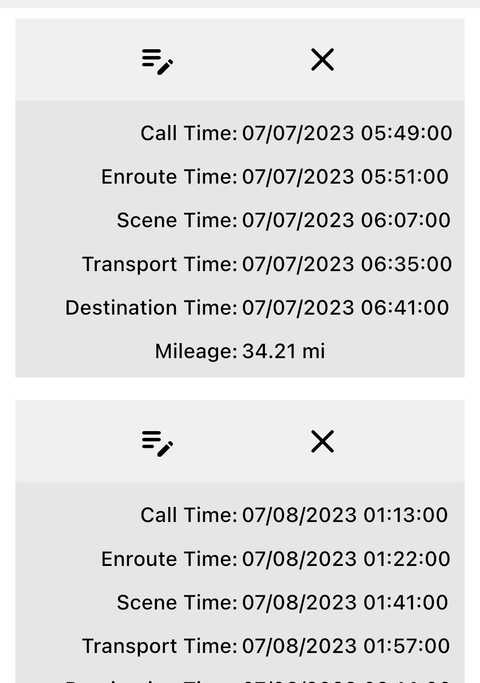 Call Time: 07/07/2023 05:49:00
Enroute Time: 07/07/2023 05:51:00
Scene Time: 07/07/2023 06:07:00
Transport Time: 07/07/2023 06:35:00
Destination Time: 07/07/2023 06:41:00
Mileage: 34.21 mi
Call Time: 07/08/2023 01:13:00
Enroute Time: 07/08/2023 01:22:00
Scene Time: 07/08/2023 01:41:00
Transport Time: 07/08/2023 01:57:00